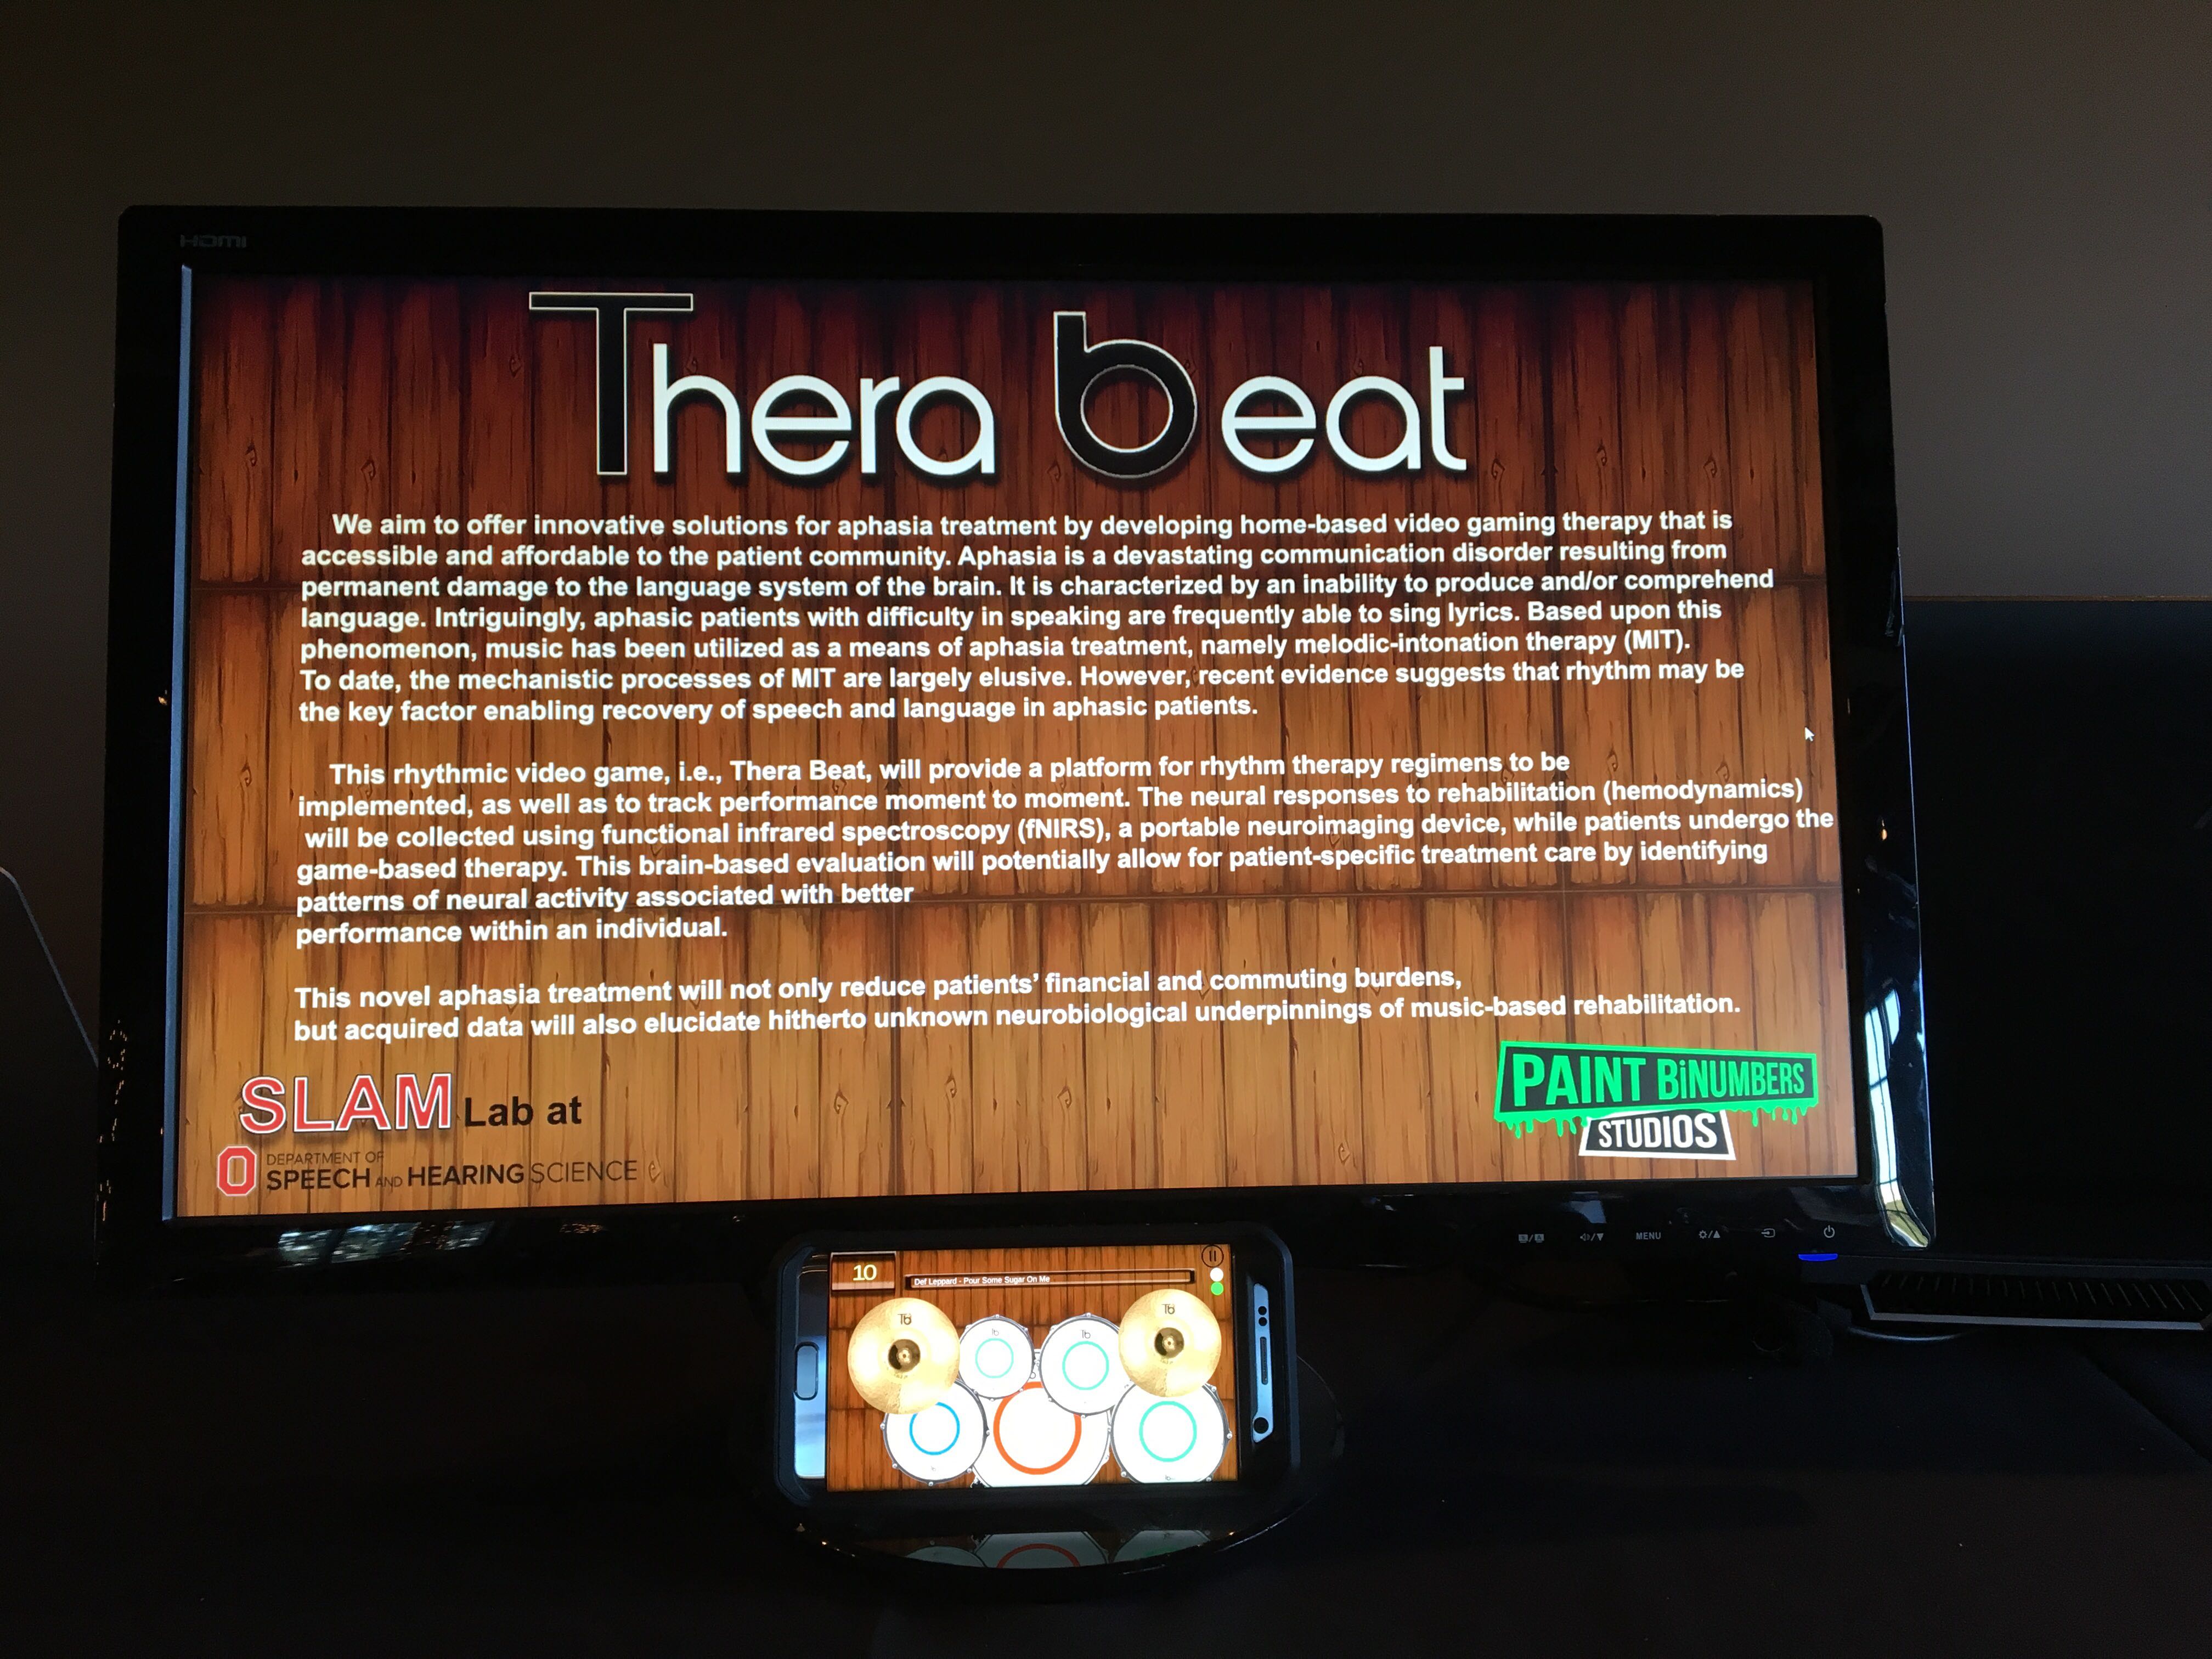 HDMI
Thera beat
We aim to offer innovative solutions for aphasia treatment by developing home-based video gaming therapy that is
accessible and affordable to the patient community. Aphasia is a devastating communication disorder resulting from
permanent damage to the language system of the brain. It is characterized by an inability to produce and/or comprehend
language. Intriguingly, aphasic patients with difficulty in speaking are frequently able to sing lyrics. Based upon this
phenomenon, music has been utilized as a means of aphasia treatment, namely melodic-intonation therapy (MIT).
To date, the mechanistic processes of MIT are largely elusive. However, recent evidence suggests that rhythm may be
the key factor enabling recovery of speech and language in aphasic patients.
This rhythmic video game, i.e., Thera Beat, will provide a platform for rhythm therapy regimens to be
implemented, as well as to track performance moment to moment. The neural responses to rehabilitation (hemodynamics)
will be collected using functional infrared spectroscopy (fNIRS), a portable neuroimaging device, while patients undergo the
game-based therapy. This brain-based evaluation will potentially allow for patient-specific treatment care by identifying
patterns of neural activity associated with better
performance within an individual.
This novel aphasia treatment will not only reduce patients’ financial and commuting burdens,
but acquired data will also elucidate hitherto unknown neurobiological underpinnings of music-based rehabilitation.
SLAM Lab at
O DEPARTMENT OF
SPEECH AND HEARING SCIENCE
PAINT BiNUMBERS
STUDIOS
MENU
10
Def Leppard - Pour Some Sugar On Me
Tb
Tb
Tb
Tb